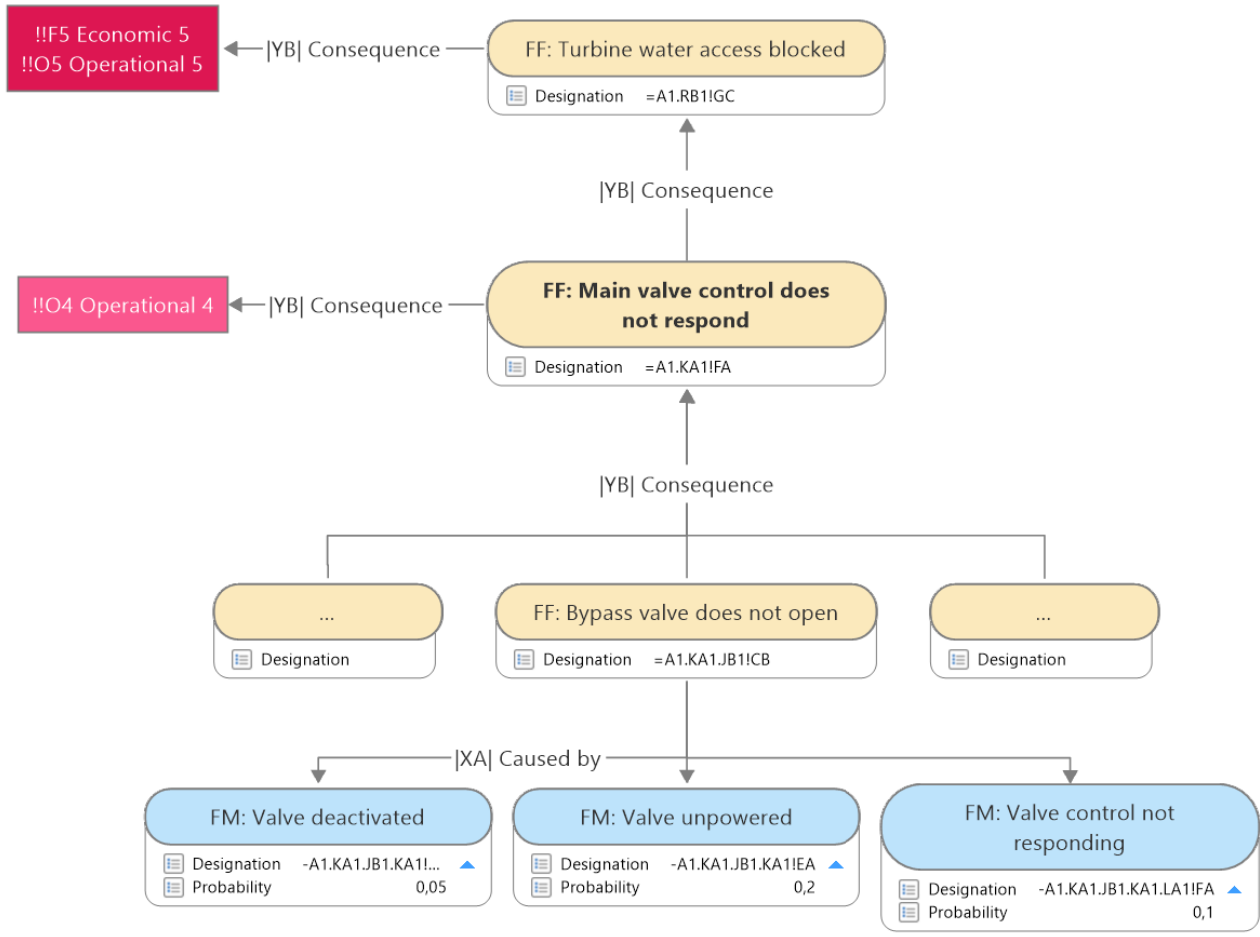 !!F5 Economic 5
!!O5 Operational 5
|YB| Consequence
FF: Turbine water access blocked
Designation =A1.RB1!GC
|YB| Consequence
!!O4 Operational 4
|YB| Consequence
FF: Main valve control does
not respond
Designation =A1.KA1!FA
|YB| Consequence
...
Designation
FF: Bypass valve does not open
Designation =A1.KA1.JB1!CB
...
Designation
|XA| Caused by
FM: Valve deactivated
Designation -A1.KA1.JB1.KA1!...
Probability 0,05
FM: Valve unpowered
Designation -A1.KA1.JB1.KA1!EA
Probability 0,2
FM: Valve control not
responding
Designation -A1.KA1.JB1.KA1.LA1!FA
Probability 0,1